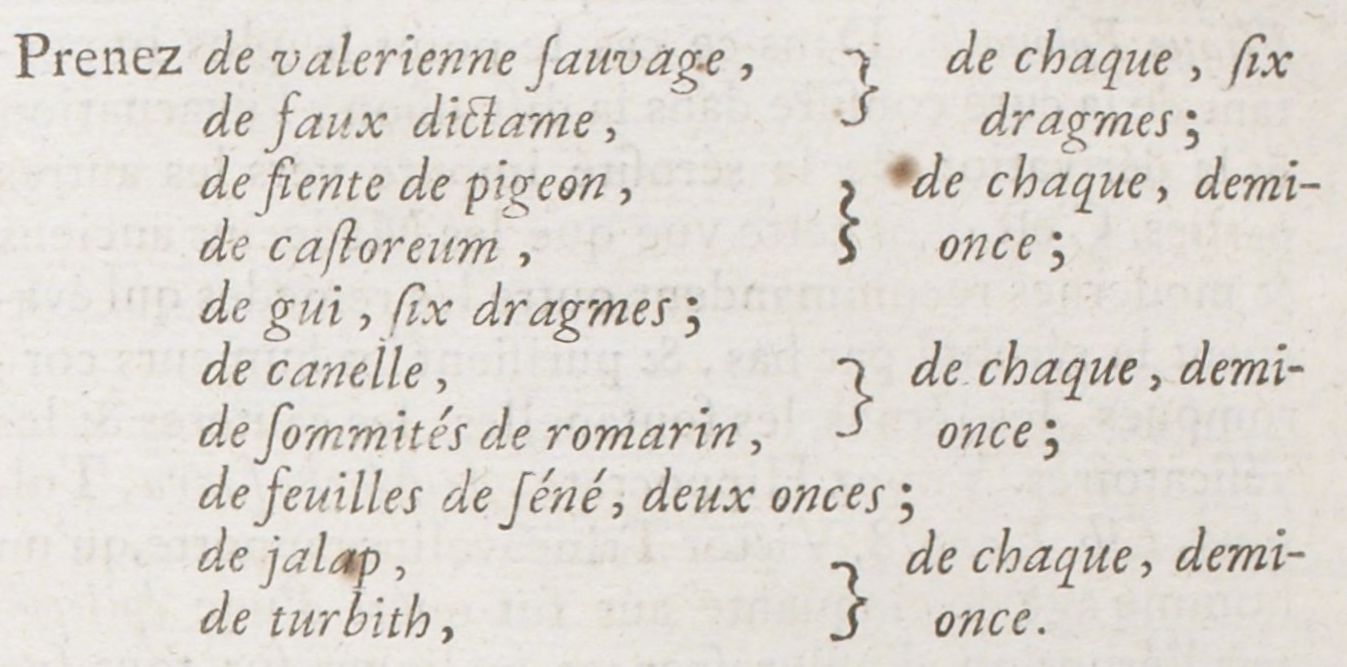 Prenez de valerienne ſauvage, } de chaque, ſix
de faux dictame, dragmes;
de fiente de pigeon, } de chaque, demi-
de caſtoreum, once;
de gui, ſix dragmes;
de canelle, } de chaque, demi-
de ſommités de romarin, once;
de feuilles de ſéné, deux onces;
de jalap, } de chaque, demi-
de turbith, once.